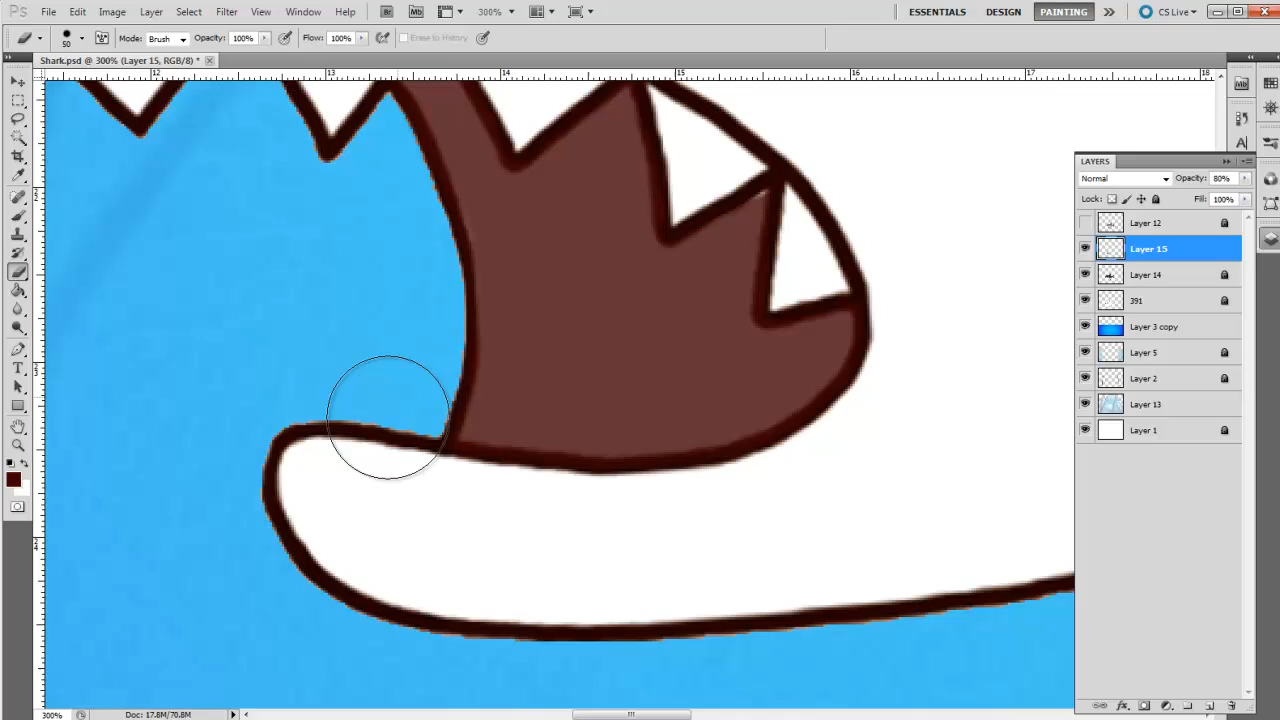 Ps File Edit Image Layer Select Filter View Window Help Br Mb 300% ESSENTIALS DESIGN PAINTING CS Live
50 Mode: Brush Opacity: 100% Flow: 100% Erase to History
Shark.psd @ 300% (Layer 15, RGB/8) *
12 13 14 15 16 17 18
LAYERS
Normal Opacity: 80%
Lock: Fill: 100%
Layer 12
Layer 15
Layer 14
391
Layer 3 copy
Layer 5
Layer 2
Layer 13
Layer 1
300% Doc: 17.8M/70.8M